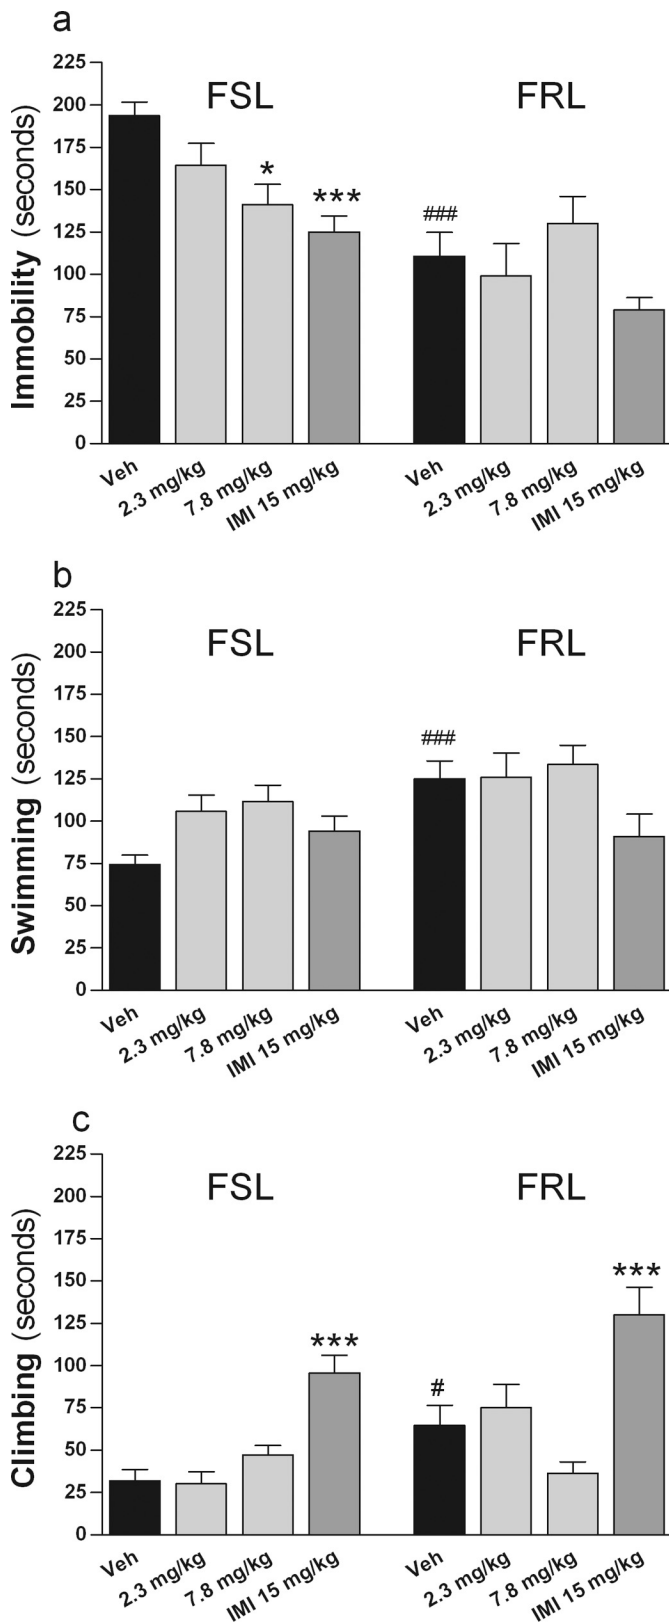 a
225
200
175
150
125
100
75
50
25
0
Immobility (seconds)
FSL
FRL
*
***
###
Veh
2.3 mg/kg
7.8 mg/kg
IMI 15 mg/kg
Veh
2.3 mg/kg
7.8 mg/kg
IMI 15 mg/kg
b
225
200
175
150
125
100
75
50
25
0
Swimming (seconds)
FSL
FRL
###
Veh
2.3 mg/kg
7.8 mg/kg
IMI 15 mg/kg
Veh
2.3 mg/kg
7.8 mg/kg
IMI 15 mg/kg
c
225
200
175
150
125
100
75
50
25
0
Climbing (seconds)
FSL
FRL
***
#
***
Veh
2.3 mg/kg
7.8 mg/kg
IMI 15 mg/kg
Veh
2.3 mg/kg
7.8 mg/kg
IMI 15 mg/kg